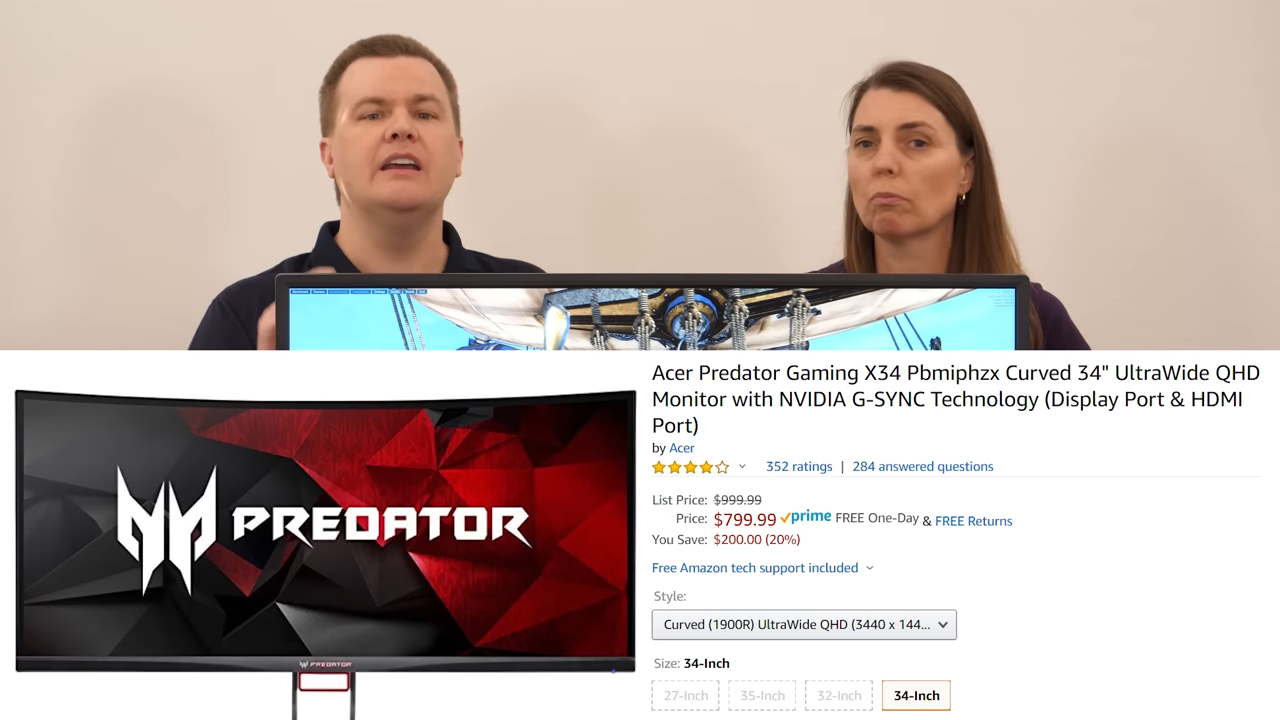 Acer Predator Gaming X34 Pbmiphzx Curved 34" UltraWide QHD
Monitor with NVIDIA G-SYNC Technology (Display Port & HDMI
Port)
by Acer
352 ratings | 284 answered questions
List Price: $999.99
Price: $799.99 prime FREE One-Day & FREE Returns
You Save: $200.00 (20%)
Free Amazon tech support included
Style:
Curved (1900R) UltraWide QHD (3440 x 144...
Size: 34-Inch
27-Inch 35-Inch 32-Inch 34-Inch
PREDATOR
PREDATOR